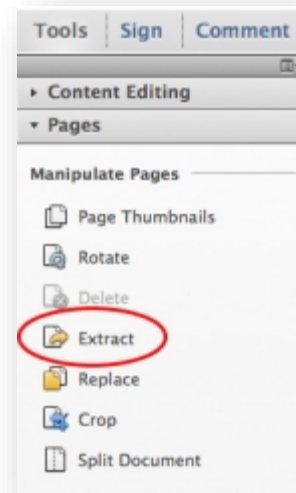 Tools Sign Comment
Content Editing
Pages
Manipulate Pages
Page Thumbnails
Rotate
Delete
Extract
Replace
Crop
Split Document